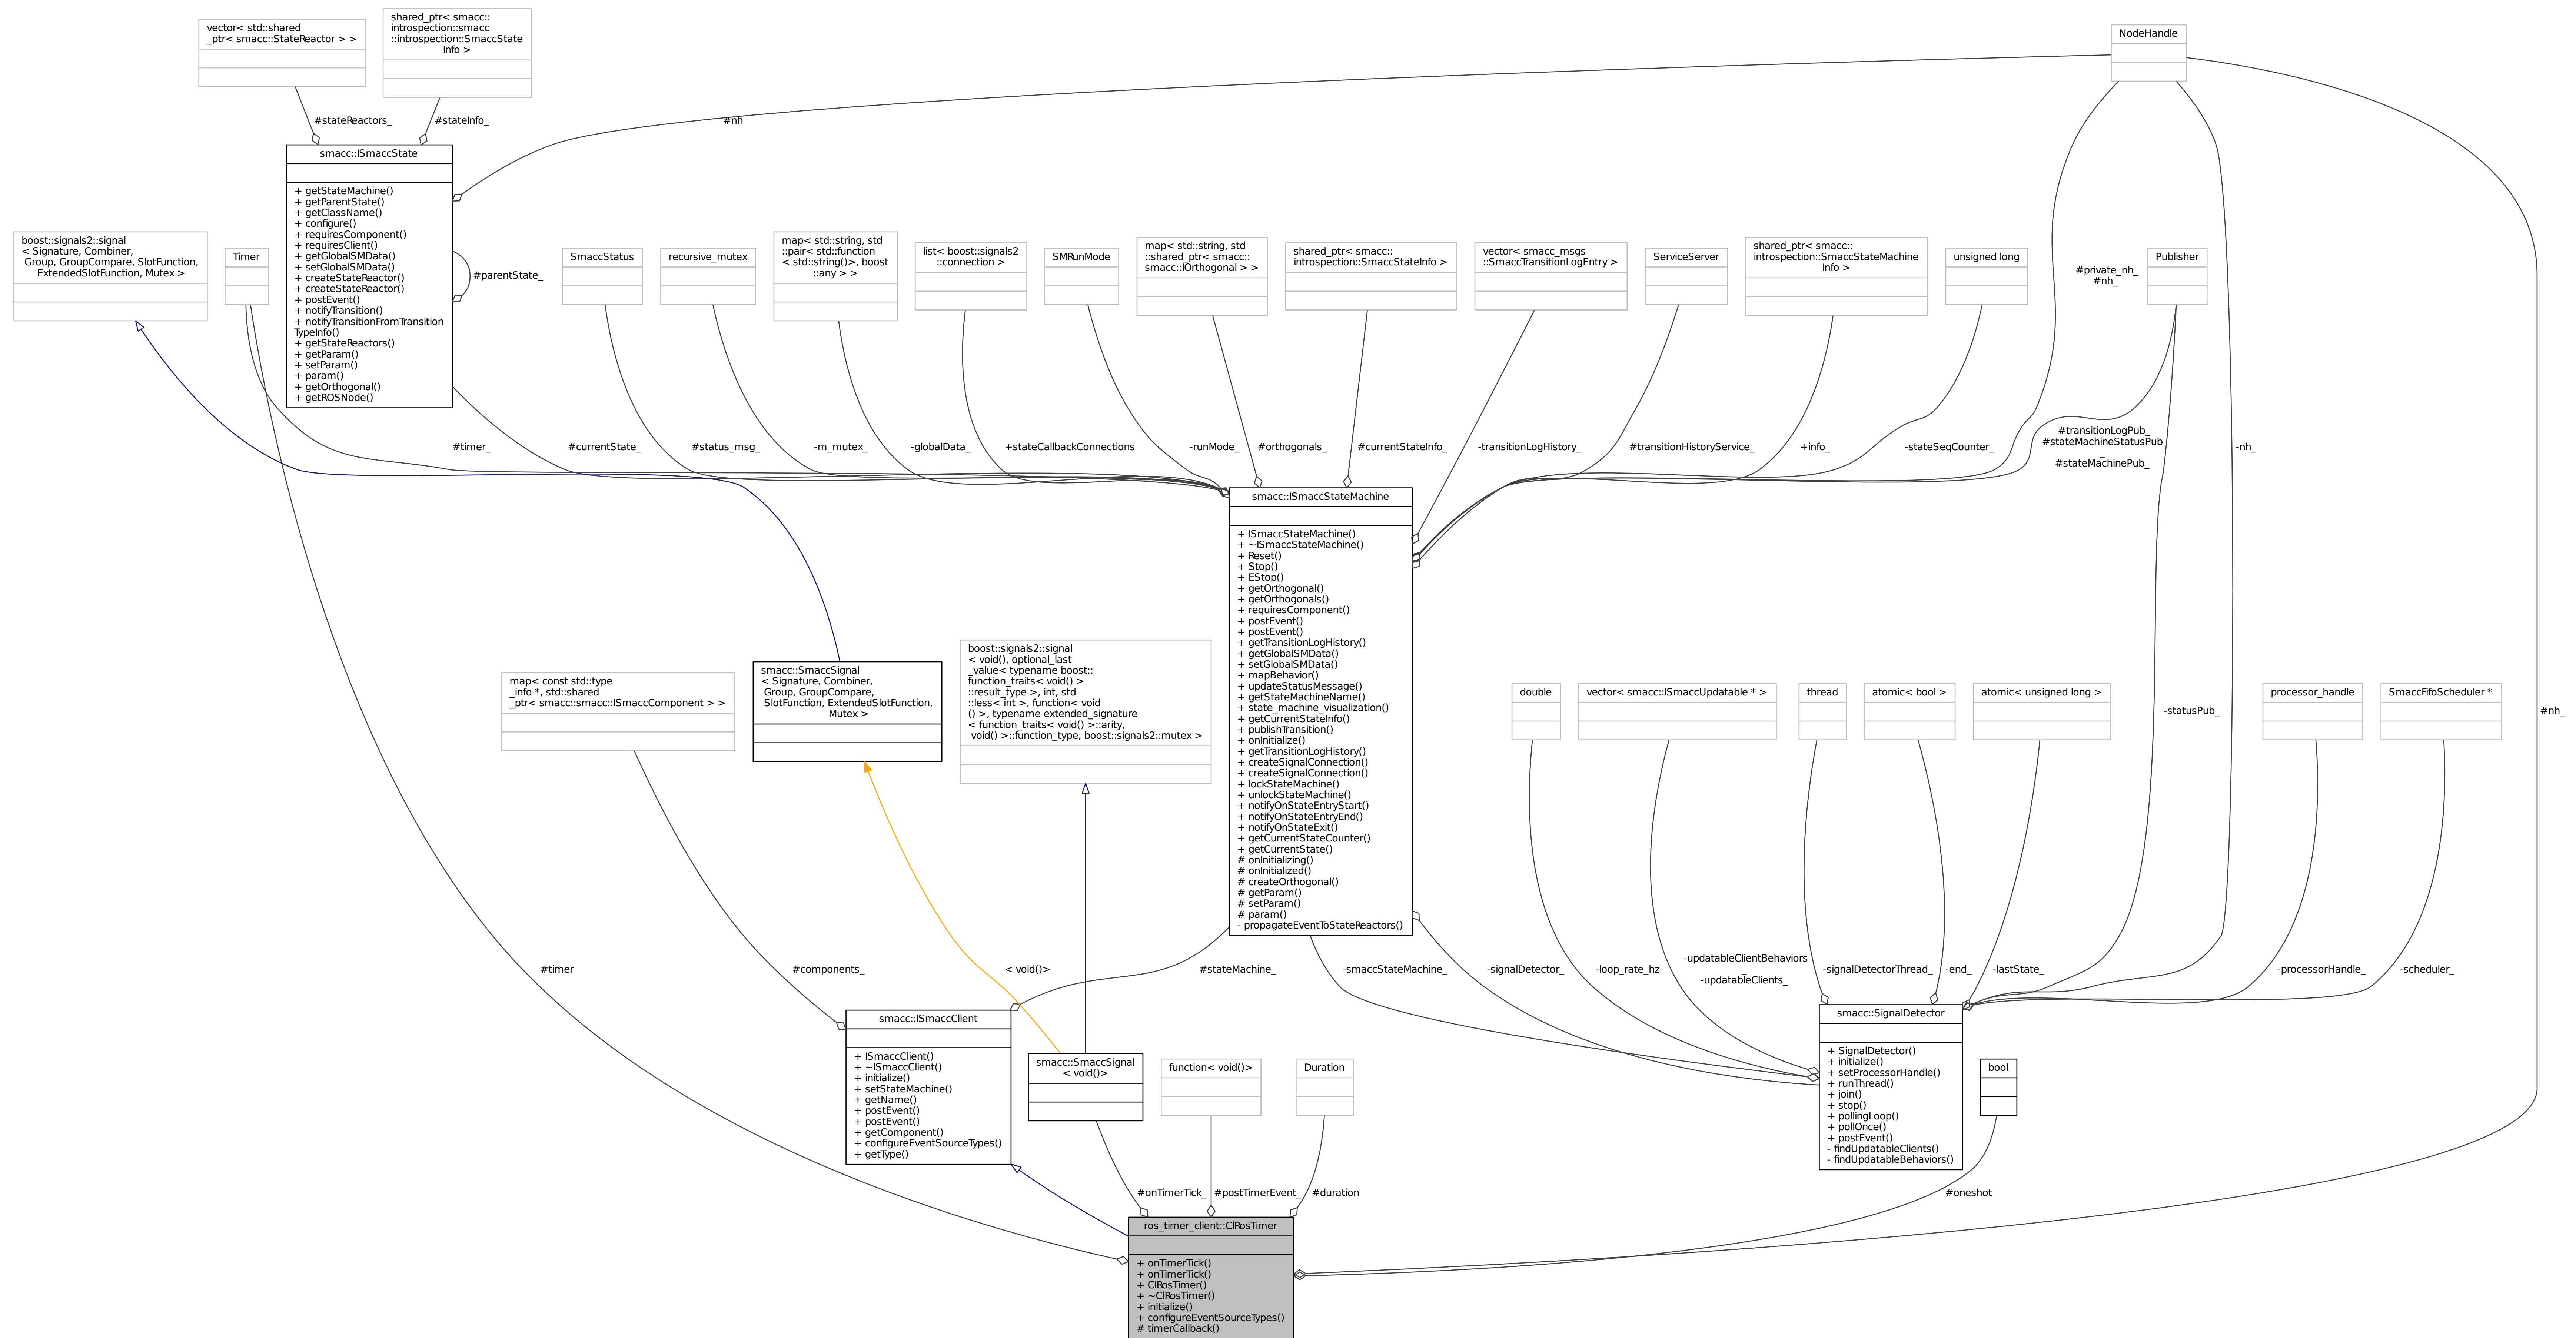 vector< std::shared
_ptr< smacc::StateReactor > >
shared_ptr< smacc::
introspection::smacc
::introspection::SmaccState
Info >
NodeHandle
#stateReactors_
#stateInfo_
#nh
smacc::ISmaccState
+ getStateMachine()
+ getParentState()
+ getClassName()
+ configure()
+ requiresComponent()
+ requiresClient()
+ getGlobalSMData()
+ setGlobalSMData()
+ createStateReactor()
+ createStateReactor()
+ postEvent()
+ notifyTransition()
+ notifyTransitionFromTransition
TypeInfo()
+ getStateReactors()
+ getParam()
+ setParam()
+ param()
+ getOrthogonal()
+ getROSNode()
#parentState_
boost::signals2::signal
< Signature, Combiner,
Group, GroupCompare, SlotFunction,
ExtendedSlotFunction, Mutex >
Timer
SmaccStatus
recursive_mutex
map< std::string, std
::pair< std::function
< std::string()>, boost
::any > >
list< boost::signals2
::connection >
SMRunMode
map< std::string, std
::shared_ptr< smacc::
smacc::IOrthogonal > >
shared_ptr< smacc::
introspection::SmaccStateInfo >
vector< smacc_msgs
::SmaccTransitionLogEntry >
ServiceServer
shared_ptr< smacc::
introspection::SmaccStateMachine
Info >
unsigned long
#private_nh_
#nh_
Publisher
#timer_
#currentState_
#status_msg_
-m_mutex_
-globalData_
+stateCallbackConnections
-runMode_
#orthogonals_
#currentStateInfo_
-transitionLogHistory_
#transitionHistoryService_
+info_
-stateSeqCounter_
#transitionLogPub_
#stateMachineStatusPub
_
#stateMachinePub_
-nh_
smacc::ISmaccStateMachine
+ ISmaccStateMachine()
+ ~ISmaccStateMachine()
+ Reset()
+ Stop()
+ EStop()
+ getOrthogonal()
+ getOrthogonals()
+ requiresComponent()
+ postEvent()
+ postEvent()
+ getTransitionLogHistory()
+ getGlobalSMData()
+ setGlobalSMData()
+ mapBehavior()
+ updateStatusMessage()
+ getStateMachineName()
+ state_machine_visualization()
+ getCurrentStateInfo()
+ publishTransition()
+ onInitialize()
+ getTransitionLogHistory()
+ createSignalConnection()
+ createSignalConnection()
+ lockStateMachine()
+ unlockStateMachine()
+ notifyOnStateEntryStart()
+ notifyOnStateEntryEnd()
+ notifyOnStateExit()
+ getCurrentStateCounter()
+ getCurrentState()
# onInitializing()
# onInitialized()
# createOrthogonal()
# getParam()
# setParam()
# param()
- propagateEventToStateReactors()
map< const std::type
_info *, std::shared
_ptr< smacc::smacc::ISmaccComponent > >
smacc::SmaccSignal
< Signature, Combiner,
Group, GroupCompare,
SlotFunction, ExtendedSlotFunction,
Mutex >
boost::signals2::signal
< void(), optional_last
_value< typename boost::
function_traits< void() >
::result_type >, int, std
::less< int >, function< void
() >, typename extended_signature
< function_traits< void() >::arity,
void() >::function_type, boost::signals2::mutex >
double
vector< smacc::ISmaccUpdatable * >
thread
atomic< bool >
atomic< unsigned long >
-statusPub_
processor_handle
SmaccFifoScheduler *
#nh_
#timer
#components_
< void()>
#stateMachine_
-smaccStateMachine_
-signalDetector_
-loop_rate_hz
-updatableClientBehaviors
_
-updatableClients_
-signalDetectorThread_
-end_
-lastState_
-processorHandle_
-scheduler_
smacc::ISmaccClient
+ ISmaccClient()
+ ~ISmaccClient()
+ initialize()
+ setStateMachine()
+ getName()
+ postEvent()
+ postEvent()
+ getComponent()
+ configureEventSourceTypes()
+ getType()
smacc::SmaccSignal
< void()>
function< void()>
Duration
smacc::SignalDetector
+ SignalDetector()
+ initialize()
+ setProcessorHandle()
+ runThread()
+ join()
+ stop()
+ pollingLoop()
+ pollOnce()
+ postEvent()
- findUpdatableClients()
- findUpdatableBehaviors()
bool
#onTimerTick_
#postTimerEvent_
#duration
#oneshot
ros_timer_client::ClRosTimer
+ onTimerTick()
+ onTimerTick()
+ ClRosTimer()
+ ~ClRosTimer()
+ initialize()
+ configureEventSourceTypes()
# timerCallback()